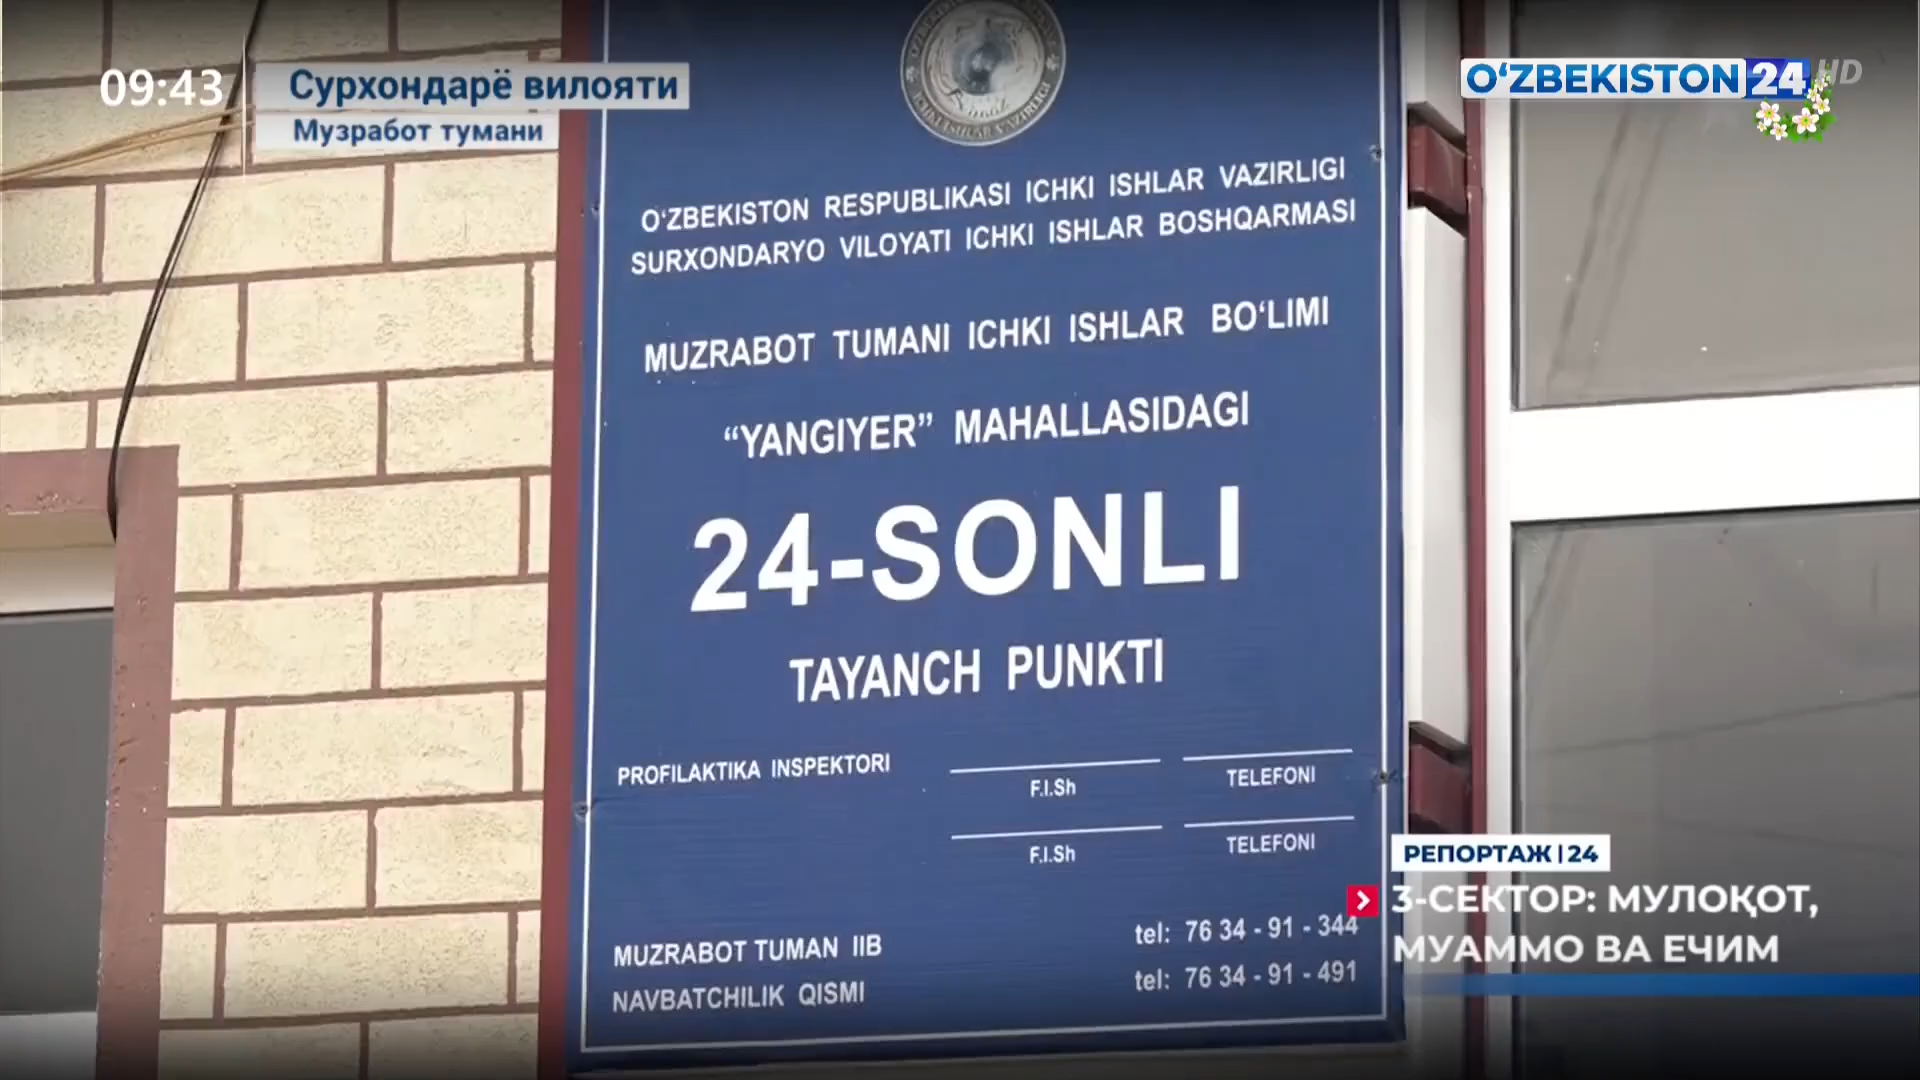 09:43
Сурхондарё вилояти
Музработ тумани
O‘ZBEKISTON 24 HD
O‘ZBEKISTON RESPUBLIKASI ICHKI ISHLAR VAZIRLIGI
SURXONDARYO VILOYATI ICHKI ISHLAR BOSHQARMASI
MUZRABOT TUMANI ICHKI ISHLAR BO‘LIMI
“YANGIYER” MAHALLASIDAGI
24-SONLI
TAYANCH PUNKTI
PROFILAKTIKA INSPEKTORI
F.I.Sh TELEFONI
F.I.Sh TELEFONI
MUZRABOT TUMAN IIB tel: 76 34 - 91 - 344
NAVBATCHILIK QISMI tel: 76 34 - 91 - 491
РЕПОРТАЖ | 24
3-СЕКТОР: МУЛОҚОТ,
МУАММО ВА ЕЧИМ